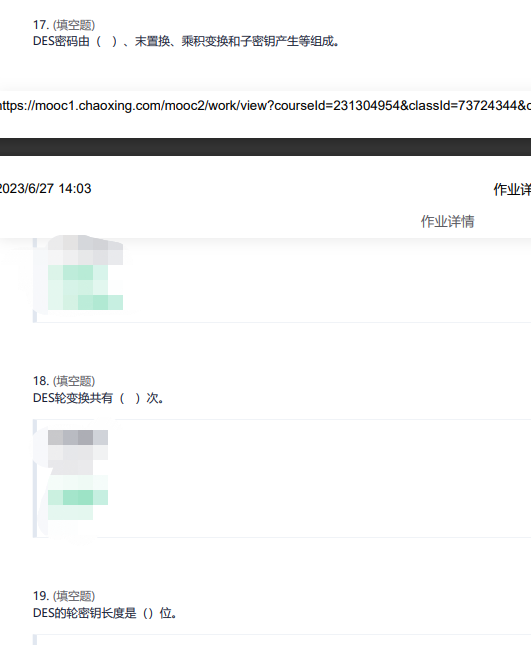 17. (填空题)
DES密码由（   ）、末置换、乘积变换和子密钥产生等组成。
https://mooc1.chaoxing.com/mooc2/work/view?courseId=231304954&classId=73724344&c
2023/6/27 14:03
作业详
作业详情
18. (填空题)
DES轮变换共有（   ）次。
19. (填空题)
DES的轮密钥长度是（）位。